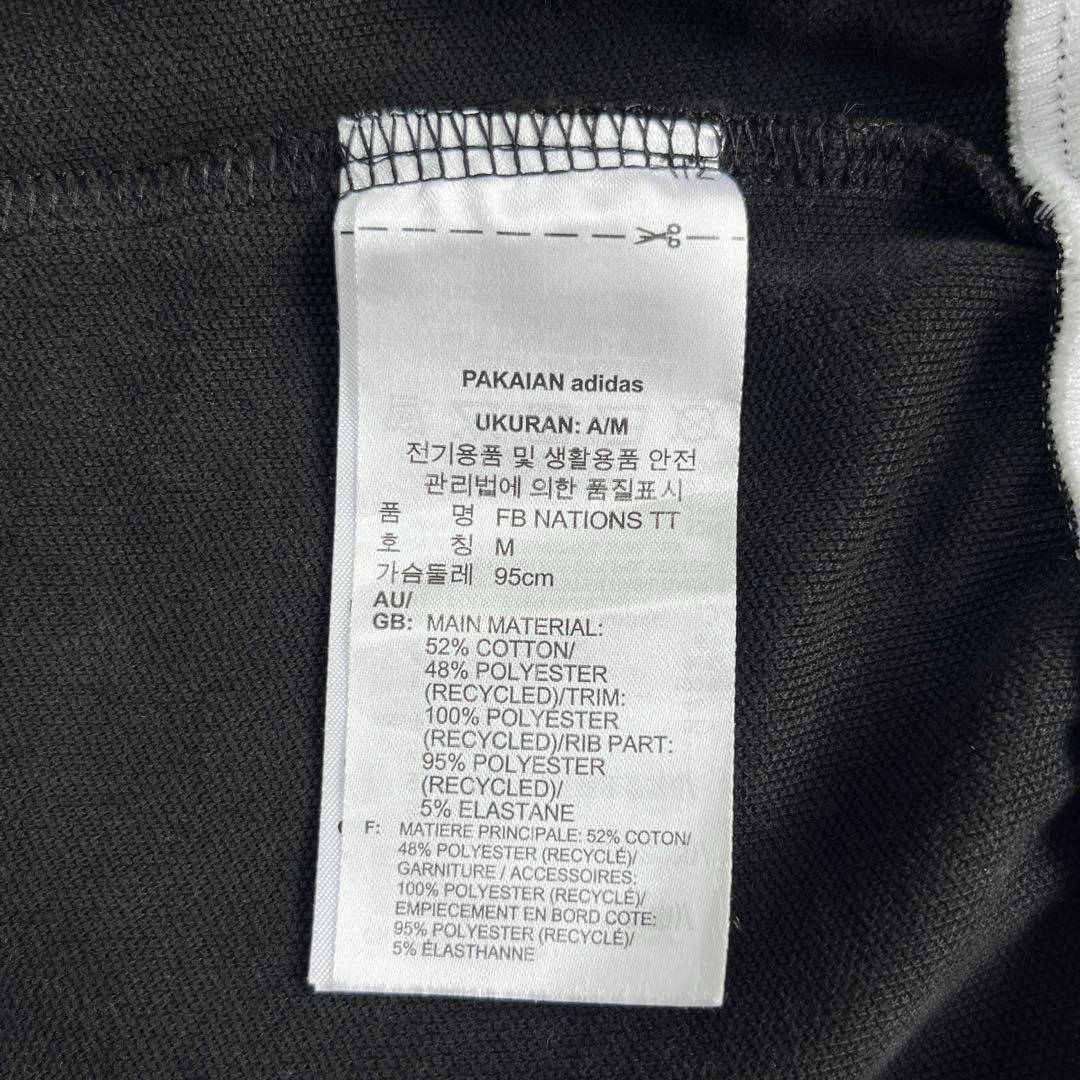 PAKAIAN adidas
UKURAN: A/M
전기용품 및 생활용품 안전
관리법에 의한 품질표시
품 명 FB NATIONS TT
호 칭 M
가슴둘레 95cm
AU/
GB: MAIN MATERIAL:
52% COTTON/
48% POLYESTER
(RECYCLED)/TRIM:
100% POLYESTER
(RECYCLED)/RIB PART:
95% POLYESTER
(RECYCLED)/
5% ELASTANE
F: MATIERE PRINCIPALE: 52% COTON/
48% POLYESTER (RECYCLÉ)/
GARNITURE / ACCESSOIRES:
100% POLYESTER (RECYCLÉ)/
EMPIECEMENT EN BORD COTE:
95% POLYESTER (RECYCLÉ)/
5% ÉLASTHANNE